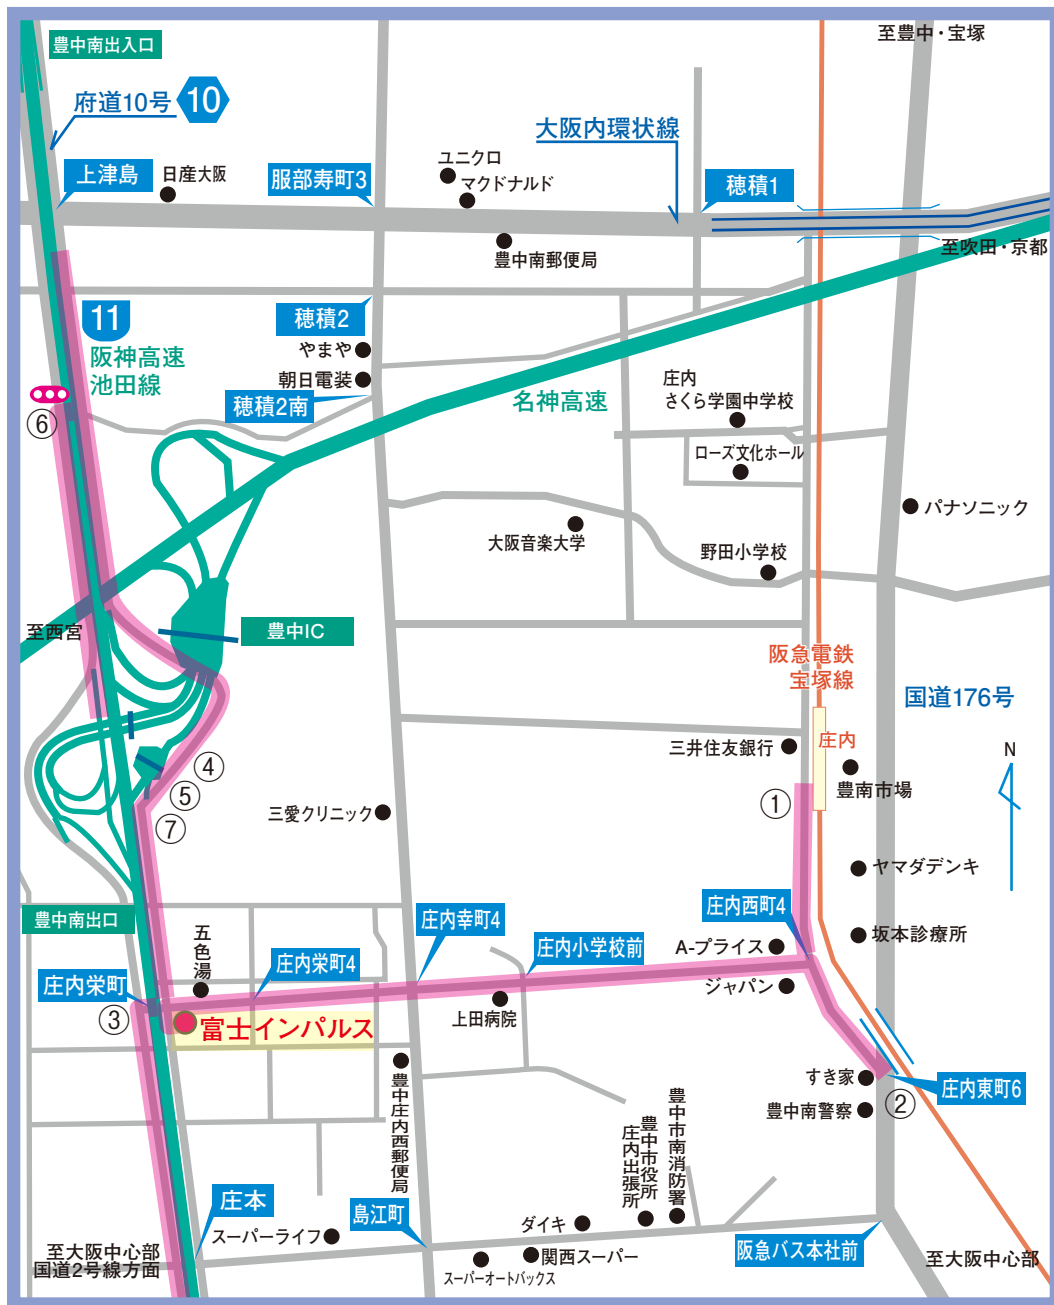 豊中南出入口
至豊中・宝塚
府道10号
10
大阪内環状線
上津島
日産大阪
服部寿町3
ユニクロ
マクドナルド
穂積1
豊中南郵便局
至吹田・京都
穂積2
11
阪神高速
池田線
やまや
朝日電装
穂積2南
名神高速
庄内
さくら学園中学校
⑥
ローズ文化ホール
パナソニック
大阪音楽大学
野田小学校
至西宮
豊中IC
阪急電鉄
宝塚線
国道176号
三井住友銀行
庄内
N
④
豊南市場
⑤
①
三愛クリニック
⑦
ヤマダデンキ
豊中南出口
庄内幸町4
庄内西町4
五色湯
庄内小学校前
A-プライス
坂本診療所
庄内栄町4
庄内栄町
ジャパン
③
富士インパルス
上田病院
すき家
庄内東町6
豊中庄内西郵便局
豊中南警察
②
豊中市南消防署
豊中市役所
庄内出張所
庄本
島江町
スーパーライフ
ダイキ
阪急バス本社前
至大阪中心部
国道2号線方面
関西スーパー
至大阪中心部
スーパーオートバックス